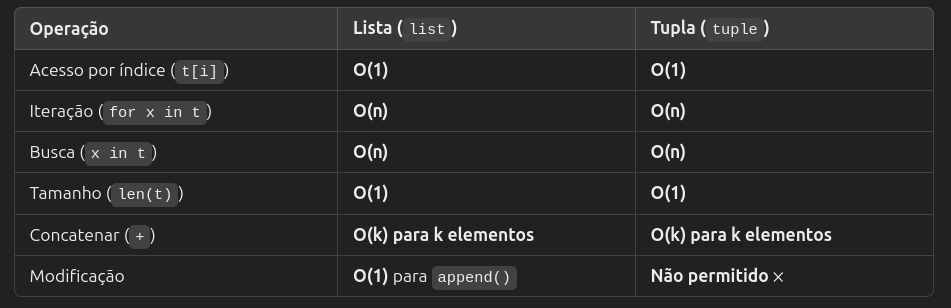 Operação Lista ( list ) Tupla ( tuple )
Acesso por índice ( t[i] ) O(1) O(1)
Iteração ( for x in t ) O(n) O(n)
Busca ( x in t ) O(n) O(n)
Tamanho ( len(t) ) O(1) O(1)
Concatenar ( + ) O(k) para k elementos O(k) para k elementos
Modificação O(1) para append() Não permitido ×